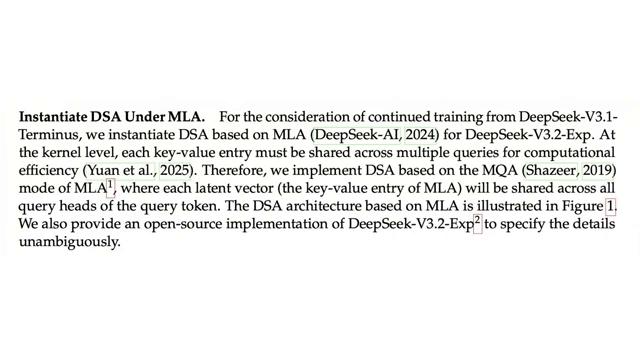 Instantiate DSA Under MLA. For the consideration of continued training from DeepSeek-V3.1-
Terminus, we instantiate DSA based on MLA (DeepSeek-AI, 2024) for DeepSeek-V3.2-Exp. At
the kernel level, each key-value entry must be shared across multiple queries for computational
efficiency (Yuan et al., 2025). Therefore, we implement DSA based on the MQA (Shazeer, 2019)
mode of MLA¹, where each latent vector (the key-value entry of MLA) will be shared across all
query heads of the query token. The DSA architecture based on MLA is illustrated in Figure 1.
We also provide an open-source implementation of DeepSeek-V3.2-Exp² to specify the details
unambiguously.